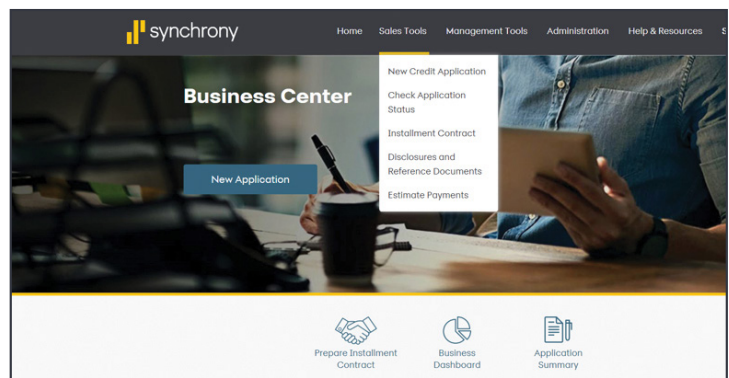 synchrony
Home Sales Tools Management Tools Administration Help & Resources S
New Credit Application
Check Application
Status
Installment Contract
Disclosures and
Reference Documents
Estimate Payments
Business Center
New Application
Prepare Installment
Contract
Business
Dashboard
Application
Summary